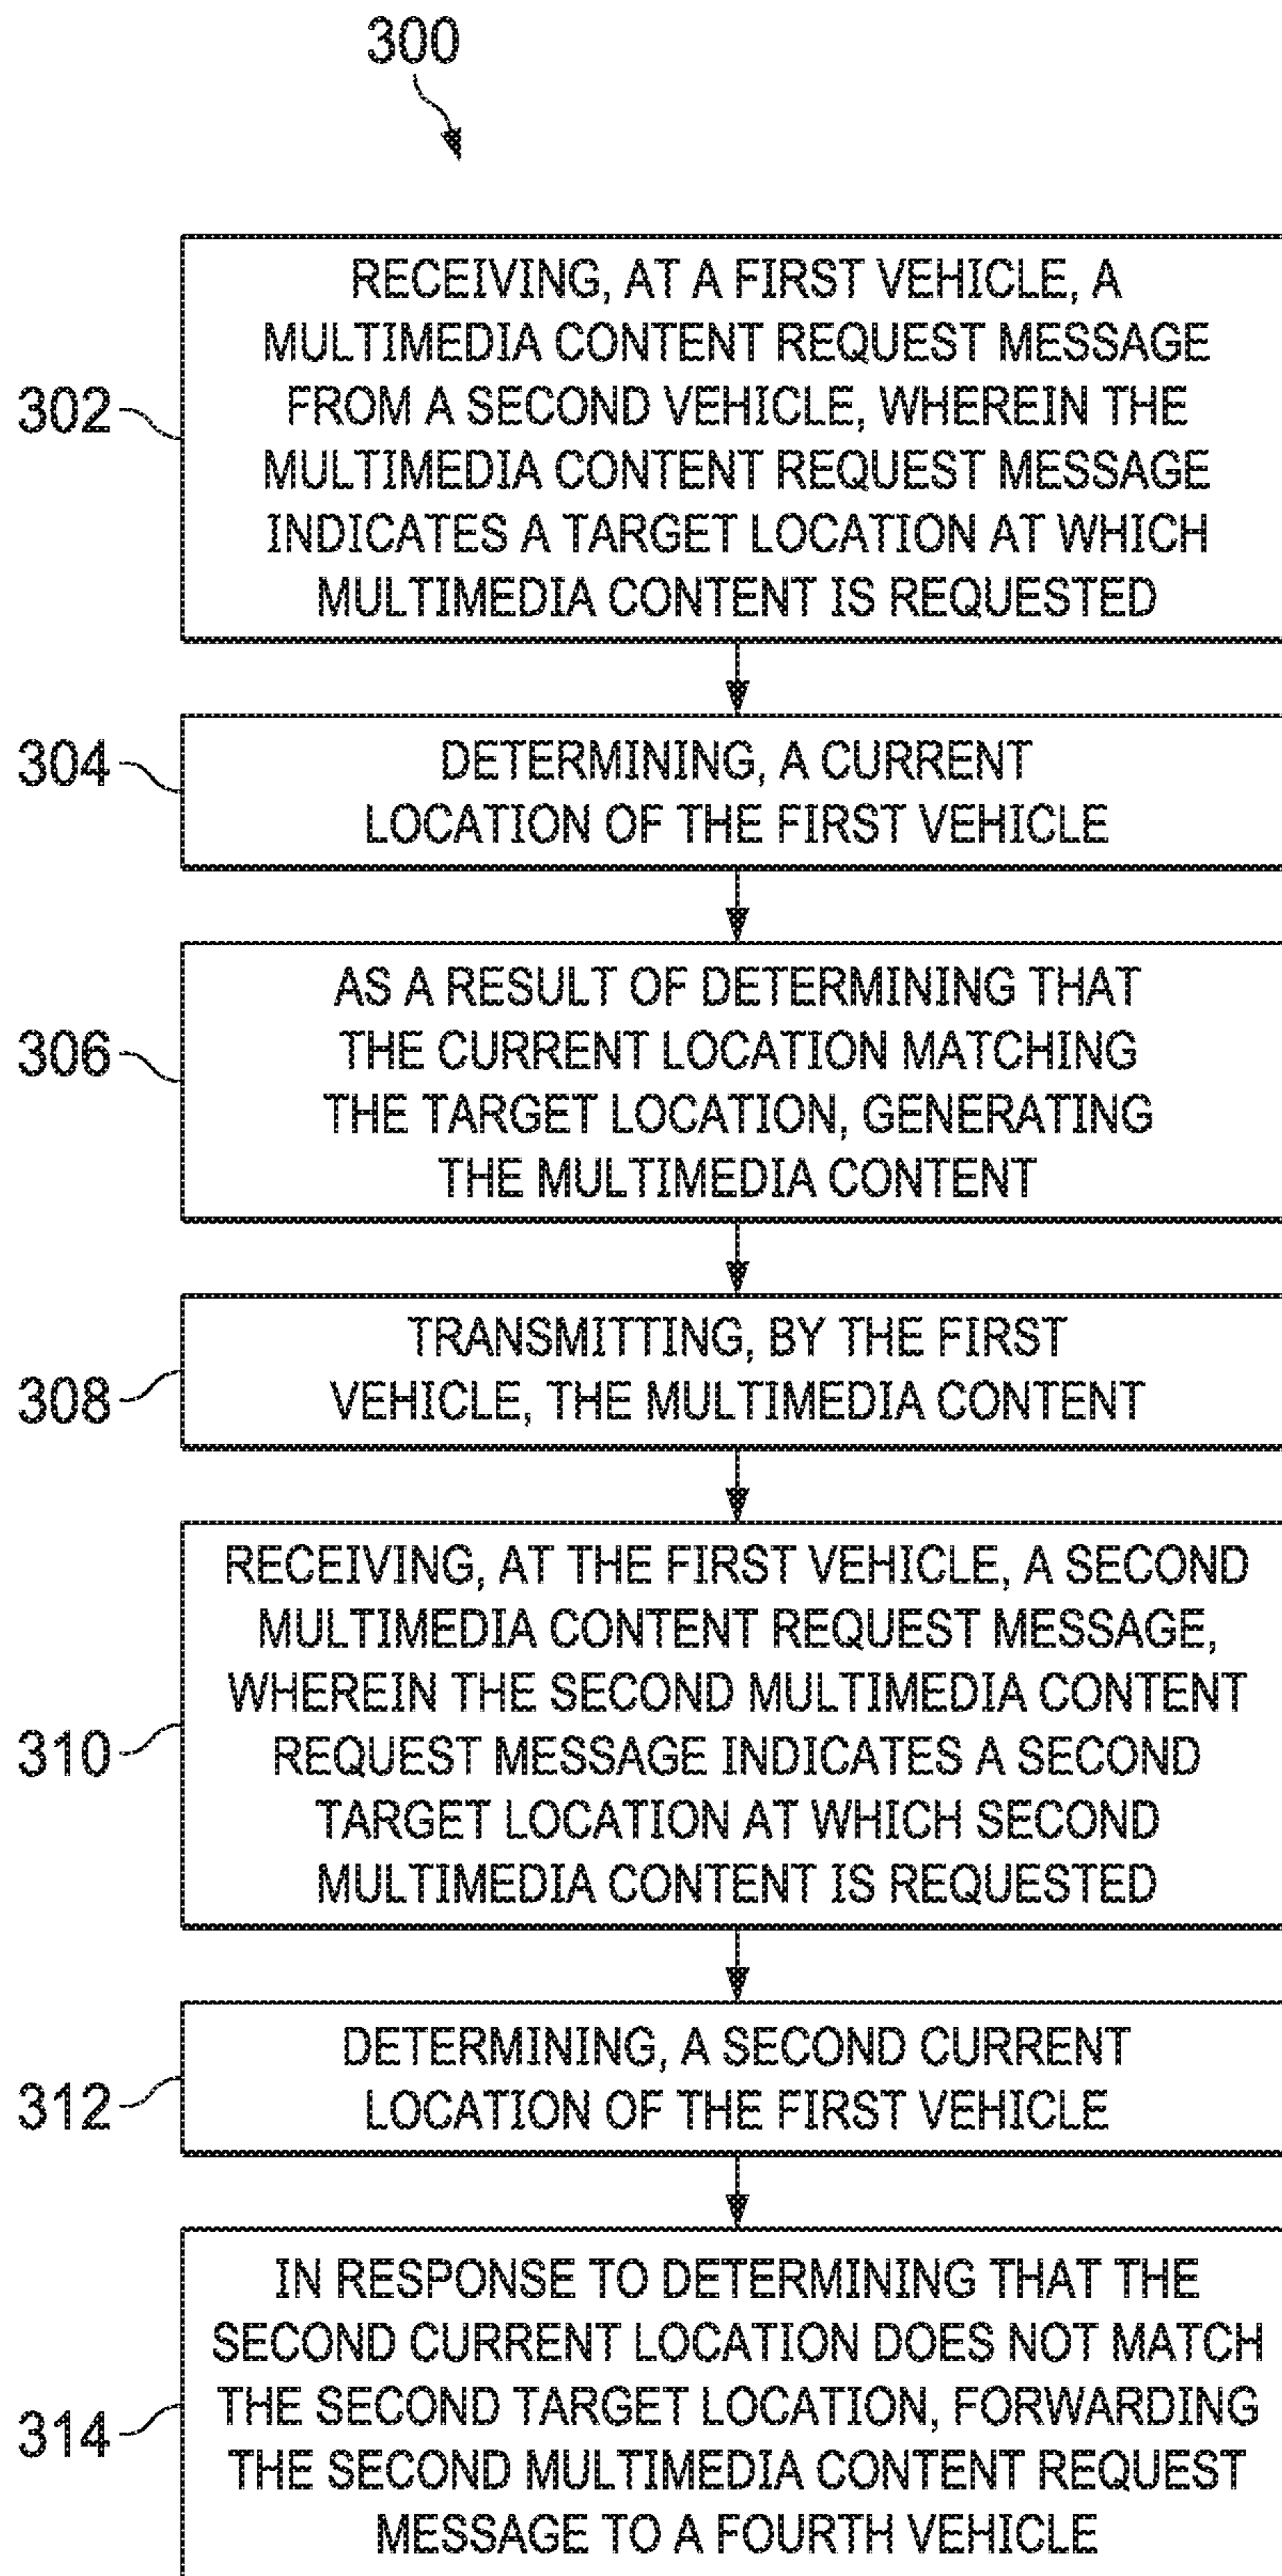 300
302
RECEIVING, AT A FIRST VEHICLE, A
MULTIMEDIA CONTENT REQUEST MESSAGE
FROM A SECOND VEHICLE, WHEREIN THE
MULTIMEDIA CONTENT REQUEST MESSAGE
INDICATES A TARGET LOCATION AT WHICH
MULTIMEDIA CONTENT IS REQUESTED
304
DETERMINING, A CURRENT
LOCATION OF THE FIRST VEHICLE
306
AS A RESULT OF DETERMINING THAT
THE CURRENT LOCATION MATCHING
THE TARGET LOCATION, GENERATING
THE MULTIMEDIA CONTENT
308
TRANSMITTING, BY THE FIRST
VEHICLE, THE MULTIMEDIA CONTENT
310
RECEIVING, AT THE FIRST VEHICLE, A SECOND
MULTIMEDIA CONTENT REQUEST MESSAGE,
WHEREIN THE SECOND MULTIMEDIA CONTENT
REQUEST MESSAGE INDICATES A SECOND
TARGET LOCATION AT WHICH SECOND
MULTIMEDIA CONTENT IS REQUESTED
312
DETERMINING, A SECOND CURRENT
LOCATION OF THE FIRST VEHICLE
314
IN RESPONSE TO DETERMINING THAT THE
SECOND CURRENT LOCATION DOES NOT MATCH
THE SECOND TARGET LOCATION, FORWARDING
THE SECOND MULTIMEDIA CONTENT REQUEST
MESSAGE TO A FOURTH VEHICLE